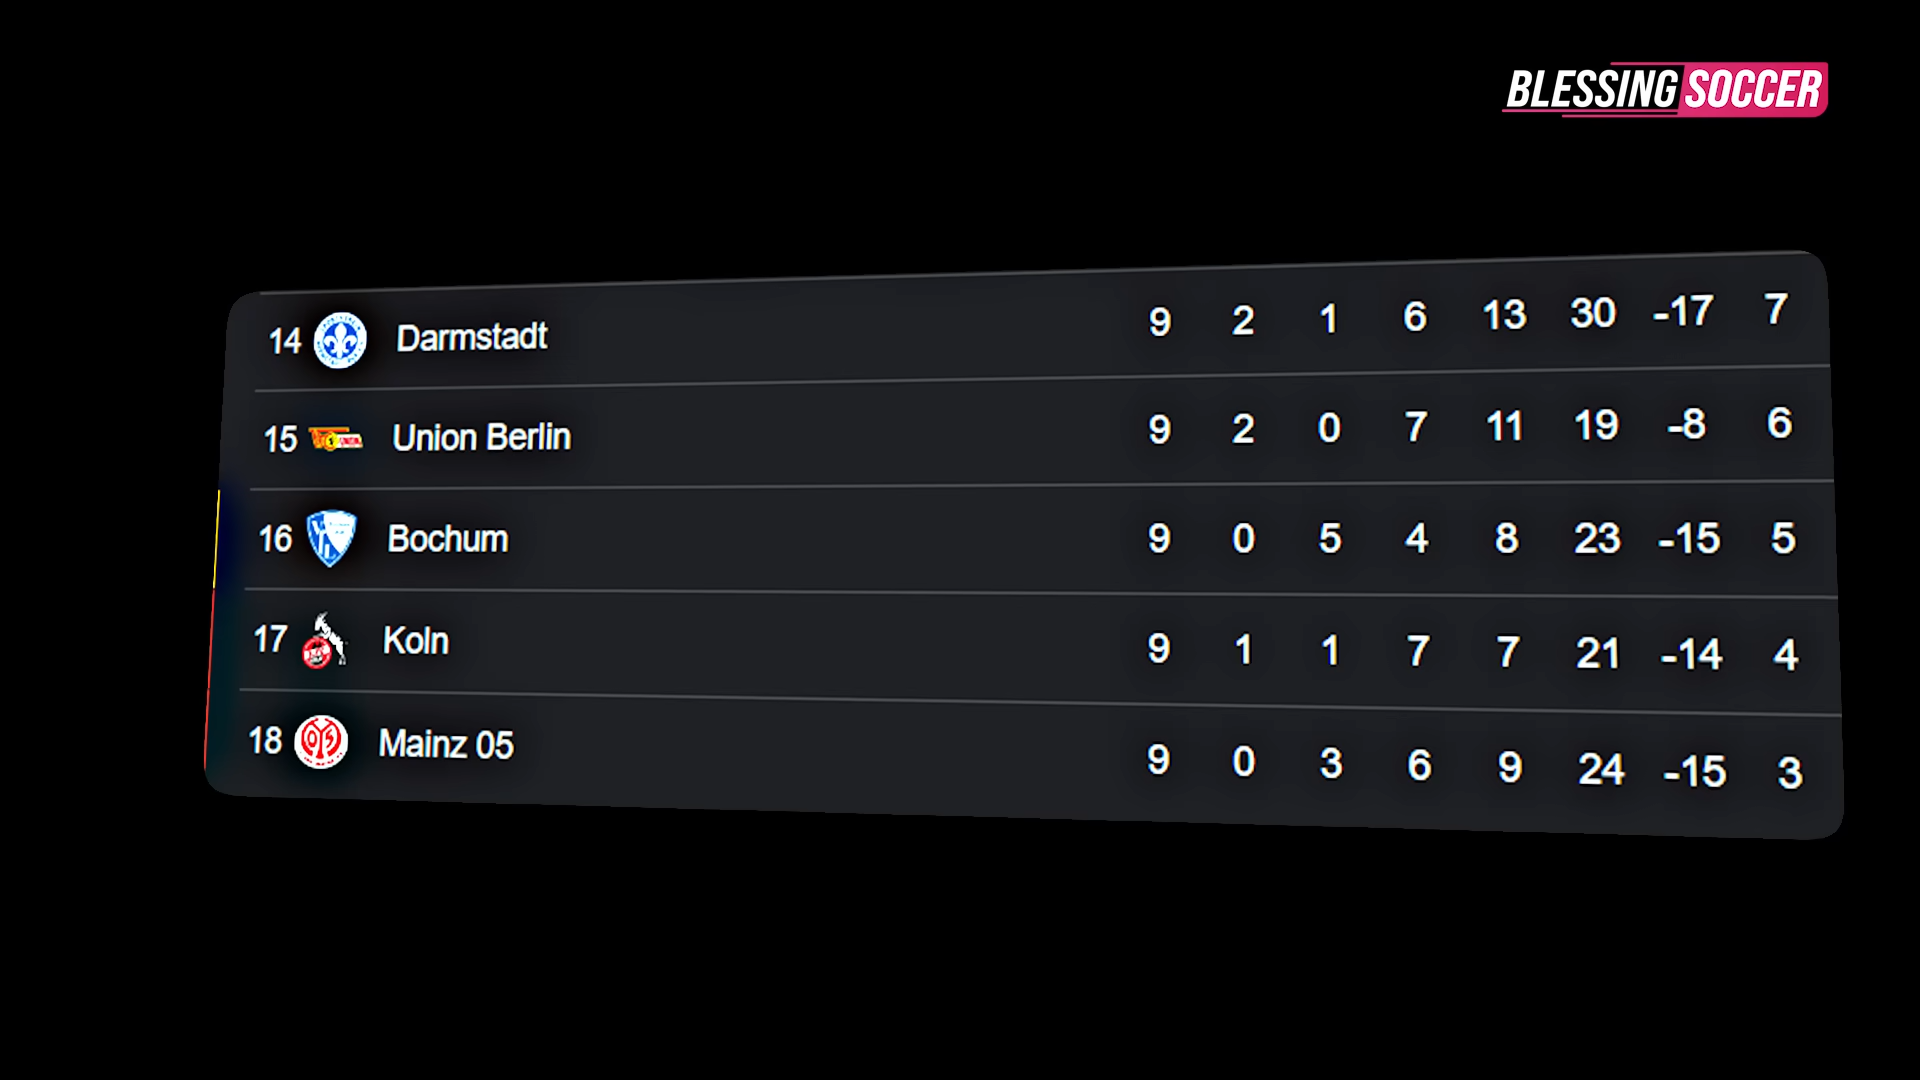 BLESSING SOCCER
14 Darmstadt 9 2 1 6 13 30 -17 7
15 Union Berlin 9 2 0 7 11 19 -8 6
16 Bochum 9 0 5 4 8 23 -15 5
17 Koln 9 1 1 7 7 21 -14 4
18 Mainz 05 9 0 3 6 9 24 -15 3